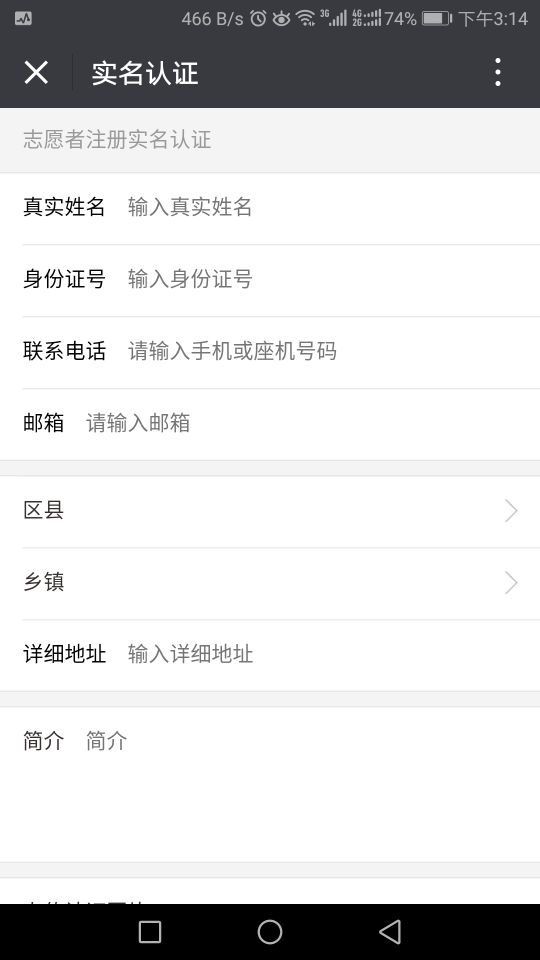 466 B/s 3G 4G 2G 74% 下午3:14
实名认证
志愿者注册实名认证
真实姓名 输入真实姓名
身份证号 输入身份证号
联系电话 请输入手机或座机号码
邮箱 请输入邮箱
区县
乡镇
详细地址 输入详细地址
简介 简介